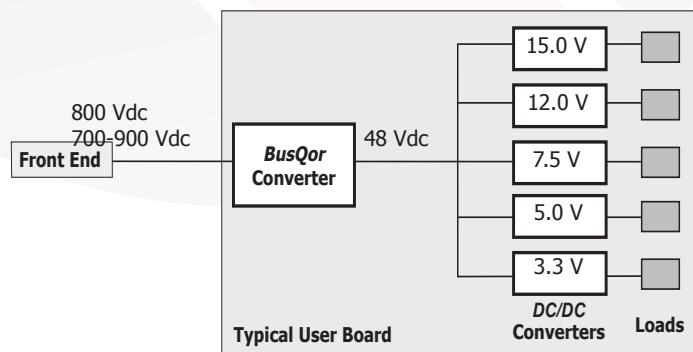 800 Vdc
700-900 Vdc
Front End
BusQor
Converter
48 Vdc
15.0 V
12.0 V
7.5 V
5.0 V
3.3 V
DC/DC
Converters
Loads
Typical User Board